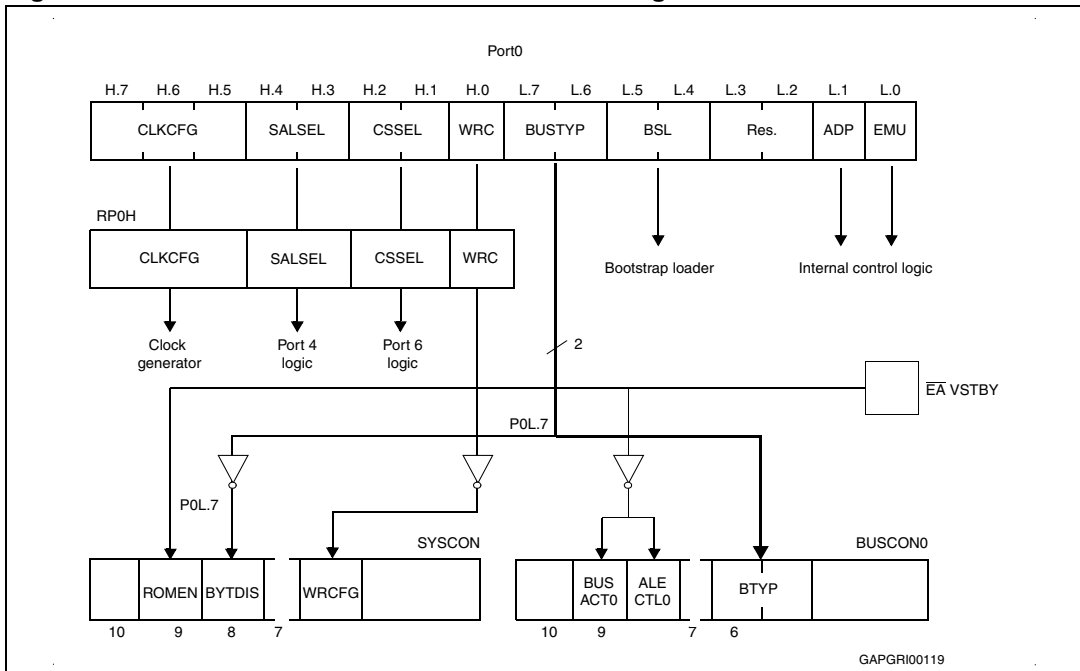 Port0
H.7 H.6 H.5 H.4 H.3 H.2 H.1 H.0 L.7 L.6 L.5 L.4 L.3 L.2 L.1 L.0
CLKCFG SALSEL CSSEL WRC BUSTYP BSL Res. ADP EMU
RP0H
CLKCFG SALSEL CSSEL WRC
Bootstrap loader Internal control logic
Clock generator
Port 4 logic
Port 6 logic
2
EA VSTBY
P0L.7
P0L.7
SYSCON BUSCON0
ROMEN BYTDIS WRCFG
BUS ACT0
ALE CTL0
BTYP
10 9 8 7 10 9 7 6
GAPGRI00119